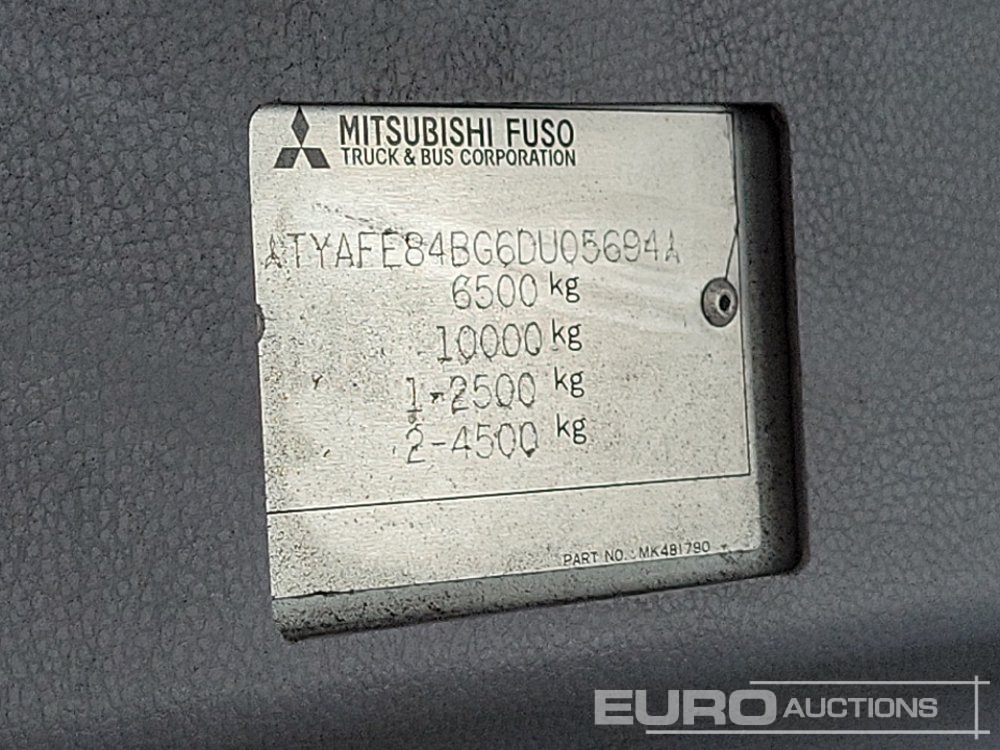 MITSUBISHI FUSO
TRUCK & BUS CORPORATION
TYAFE84BG6DU05694
6500 kg
10000 kg
1-2500 kg
2-4500 kg
PART NO. MK481790
EURO AUCTIONS